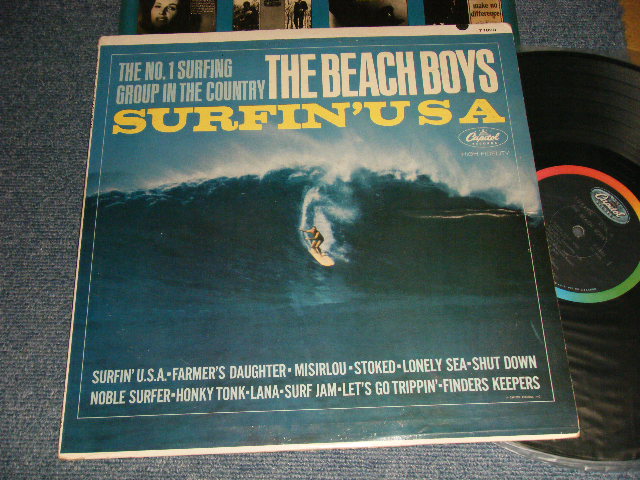 make no
difference
THE NO. 1 SURFING
GROUP IN THE COUNTRY
THE BEACH BOYS
SURFIN' U S A
Capitol
RECORDS
HIGH FIDELITY
SURFIN' U.S.A.•FARMER'S DAUGHTER•MISIRLOU•STOKED•LONELY SEA•SHUT DOWN
NOBLE SURFER•HONKY TONK•LANA•SURF JAM•LET'S GO TRIPPIN'•FINDERS KEEPERS
Capitol